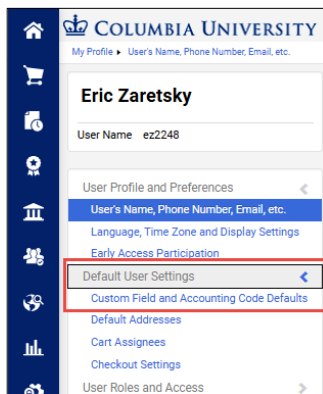 COLUMBIA UNIVERSITY
My Profile ▸ User's Name, Phone Number, Email, etc.
Eric Zaretsky
User Name ez2248
User Profile and Preferences
User's Name, Phone Number, Email, etc.
Language, Time Zone and Display Settings
Early Access Participation
Default User Settings
Custom Field and Accounting Code Defaults
Default Addresses
Cart Assignees
Checkout Settings
User Roles and Access